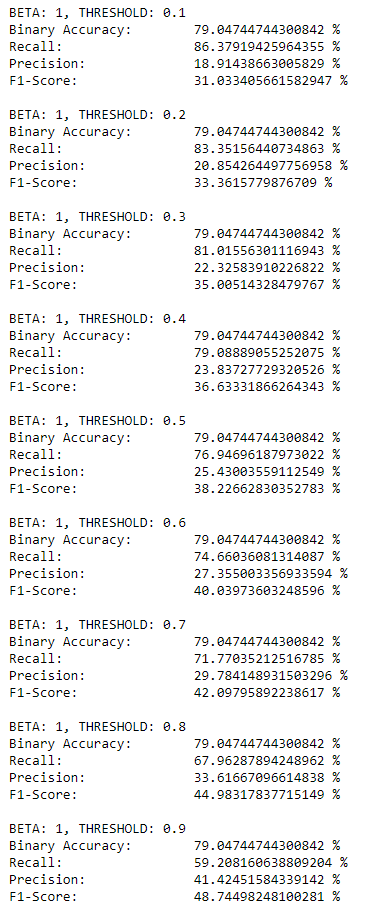 BETA: 1, THRESHOLD: 0.1
Binary Accuracy: 79.04744744300842 %
Recall: 86.37919425964355 %
Precision: 18.91438663005829 %
F1-Score: 31.033405661582947 %
BETA: 1, THRESHOLD: 0.2
Binary Accuracy: 79.04744744300842 %
Recall: 83.35156440734863 %
Precision: 20.854264497756958 %
F1-Score: 33.3615779876709 %
BETA: 1, THRESHOLD: 0.3
Binary Accuracy: 79.04744744300842 %
Recall: 81.01556301116943 %
Precision: 22.32583910226822 %
F1-Score: 35.00514328479767 %
BETA: 1, THRESHOLD: 0.4
Binary Accuracy: 79.04744744300842 %
Recall: 79.08889055252075 %
Precision: 23.83727729320526 %
F1-Score: 36.63331866264343 %
BETA: 1, THRESHOLD: 0.5
Binary Accuracy: 79.04744744300842 %
Recall: 76.94696187973022 %
Precision: 25.43003559112549 %
F1-Score: 38.22662830352783 %
BETA: 1, THRESHOLD: 0.6
Binary Accuracy: 79.04744744300842 %
Recall: 74.66036081314087 %
Precision: 27.355003356933594 %
F1-Score: 40.03973603248596 %
BETA: 1, THRESHOLD: 0.7
Binary Accuracy: 79.04744744300842 %
Recall: 71.77035212516785 %
Precision: 29.784148931503296 %
F1-Score: 42.09795892238617 %
BETA: 1, THRESHOLD: 0.8
Binary Accuracy: 79.04744744300842 %
Recall: 67.96287894248962 %
Precision: 33.61667096614838 %
F1-Score: 44.98317837715149 %
BETA: 1, THRESHOLD: 0.9
Binary Accuracy: 79.04744744300842 %
Recall: 59.208160638809204 %
Precision: 41.42451584339142 %
F1-Score: 48.74498248100281 %